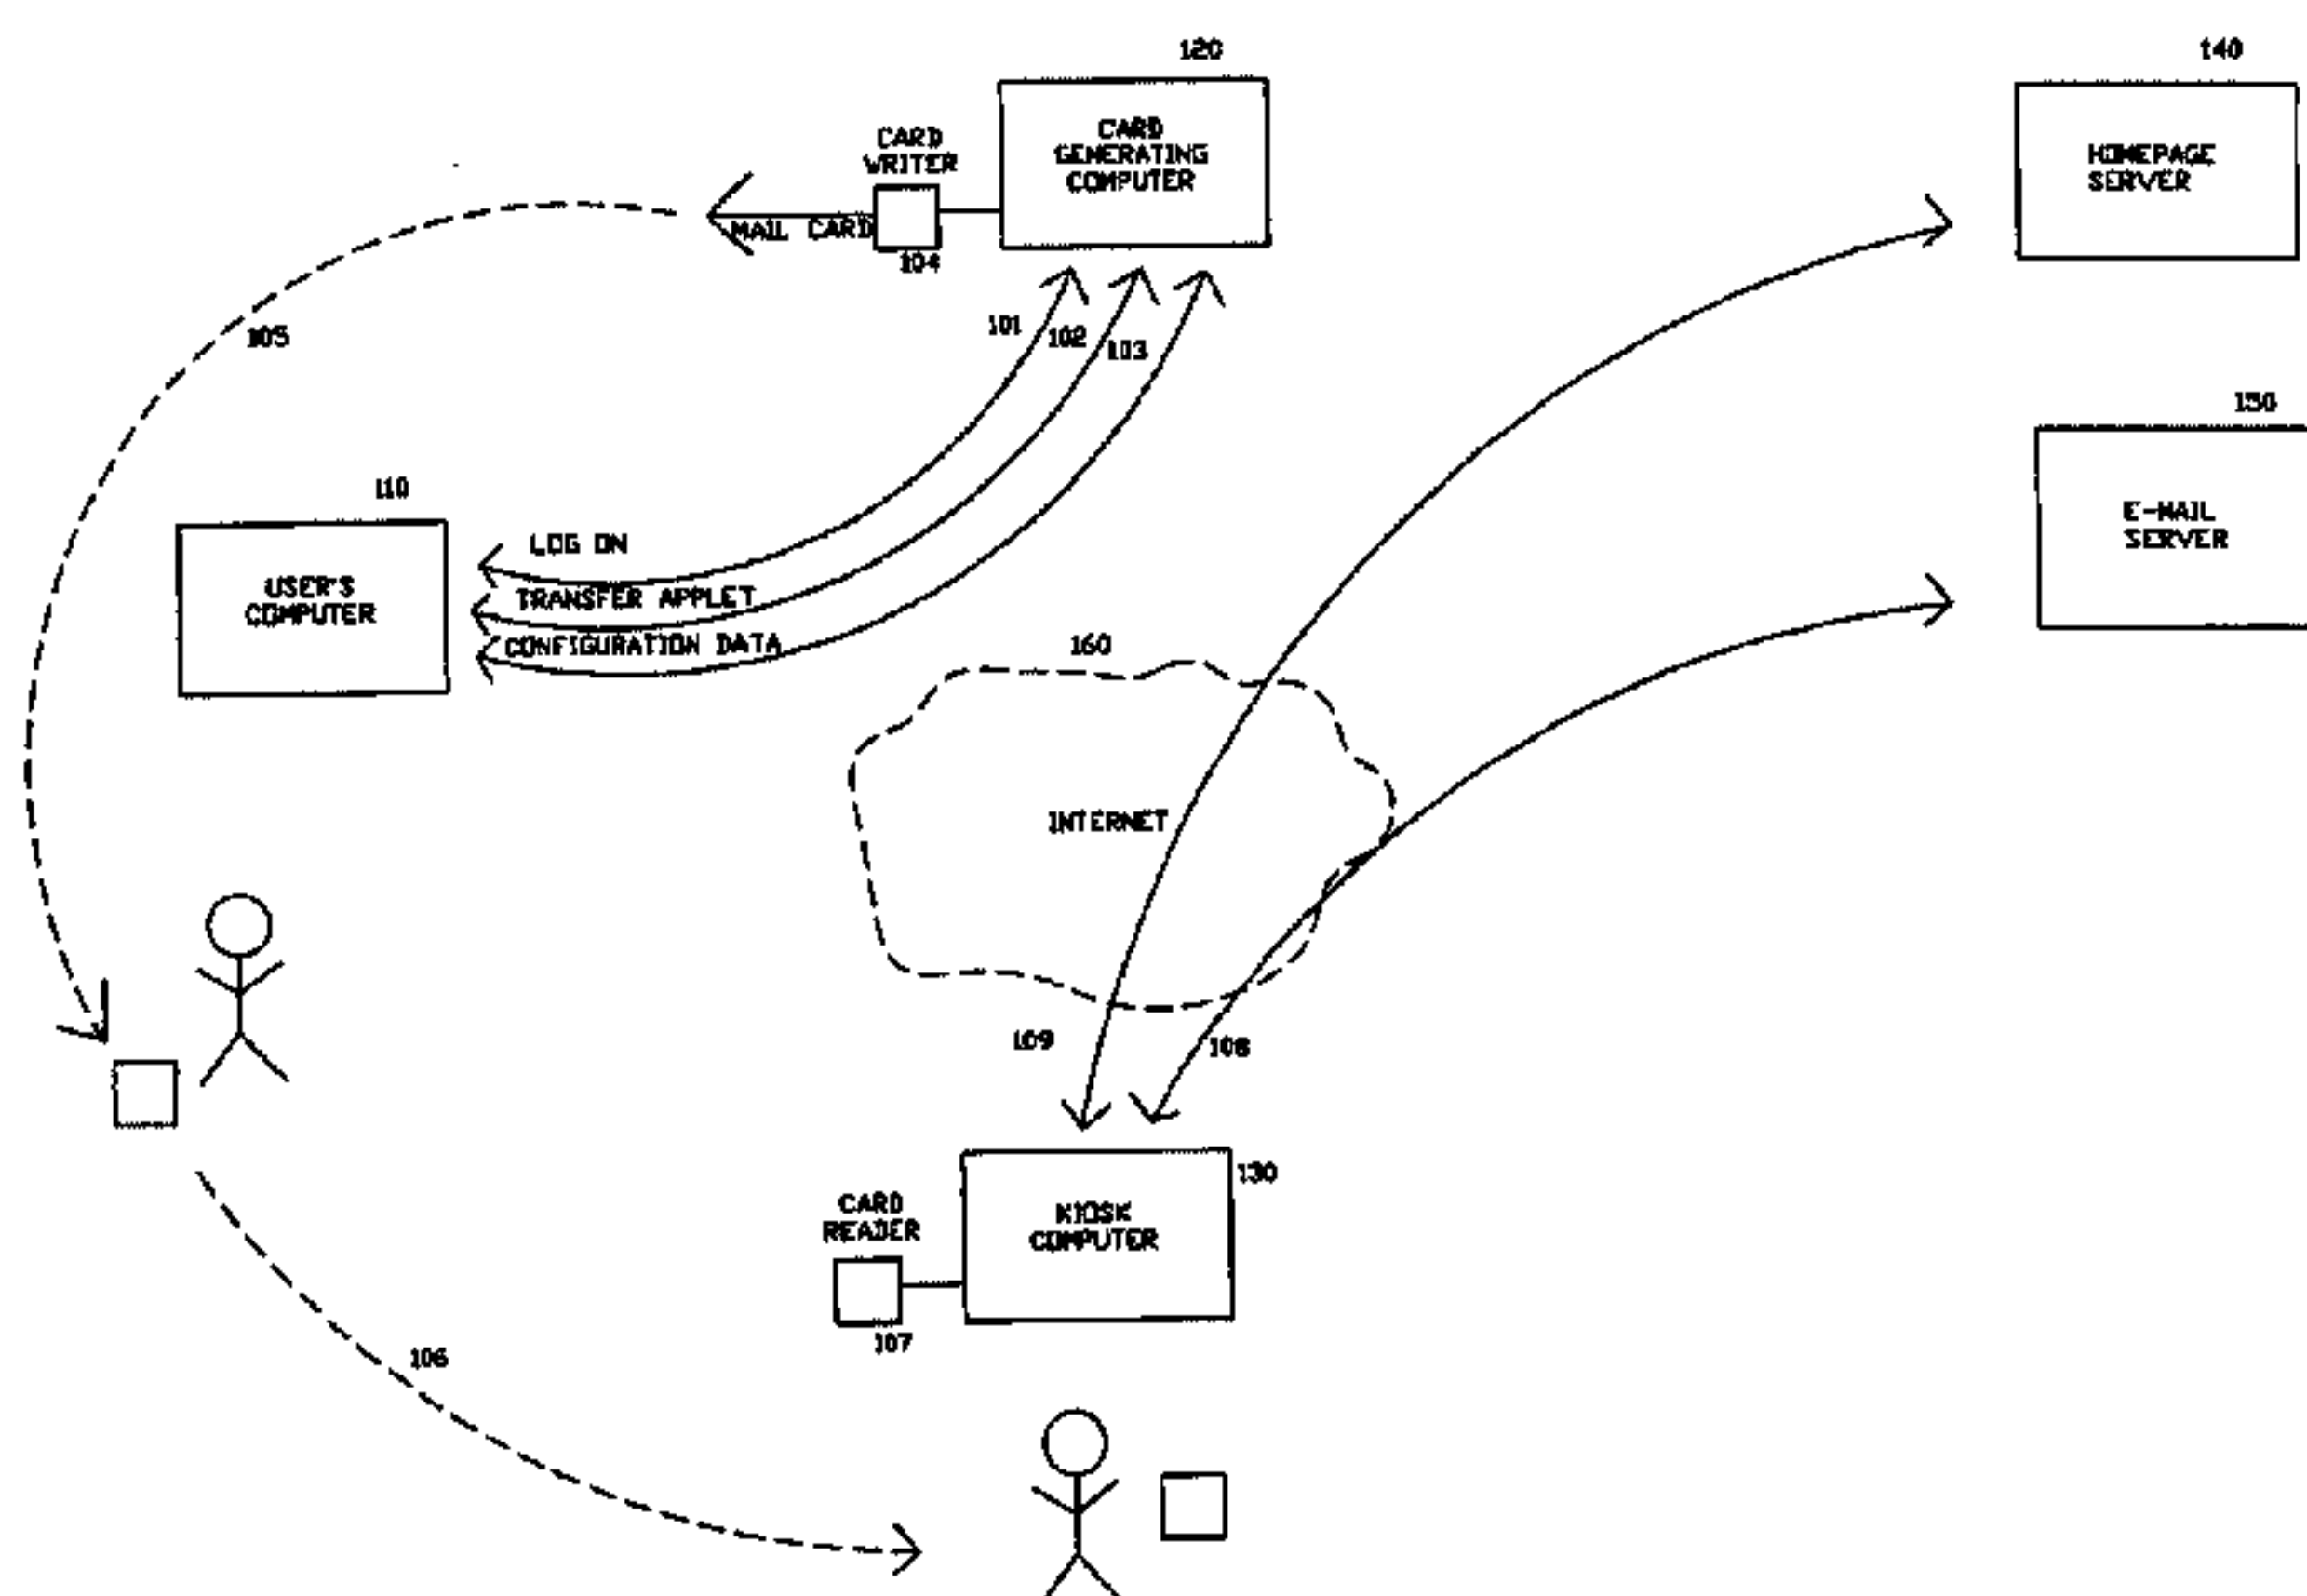 120
140
CARD
WRITER
CARD
GENERATING
COMPUTER
HOMEPAGE
SERVER
MAIL CARD
104
105
101
102
103
150
110
E-MAIL
SERVER
LOG ON
USER'S
COMPUTER
TRANSFER APPLET
CONFIGURATION DATA
160
INTERNET
109
108
130
CARD
READER
KIOSK
COMPUTER
107
106